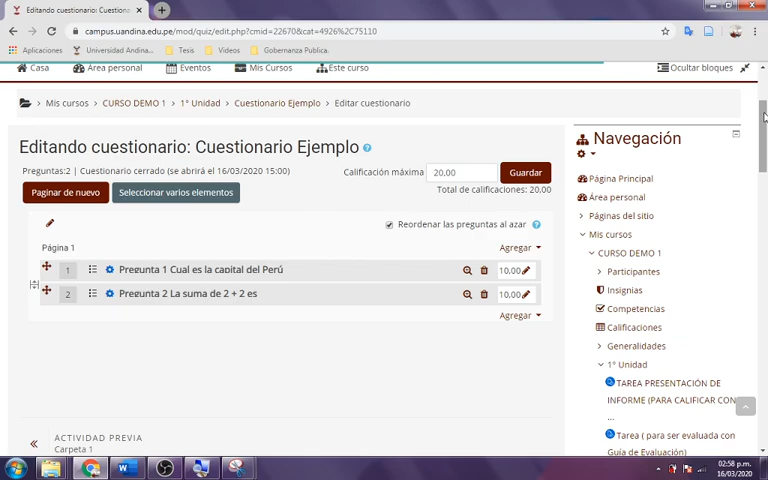 Editando cuestionario: Cuestionario
campus.uandina.edu.pe/mod/quiz/edit.php?cmid=22670&cat=4926%2C75110
Aplicaciones
Universidad Andina...
Tesis
Videos
Gobernanza Publica.
Casa
Área personal
Eventos
Mis Cursos
Este curso
Ocultar bloques
Mis cursos > CURSO DEMO 1 > 1° Unidad > Cuestionario Ejemplo > Editar cuestionario
Editando cuestionario: Cuestionario Ejemplo
Preguntas:2 | Cuestionario cerrado (se abrirá el 16/03/2020 15:00)
Calificación máxima 20,00 Guardar
Total de calificaciones: 20,00
Paginar de nuevo
Seleccionar varios elementos
Reordenar las preguntas al azar
Página 1
Agregar
1 Pregunta 1 Cual es la capital del Perú 10,00
2 Pregunta 2 La suma de 2 + 2 es 10,00
Agregar
ACTIVIDAD PREVIA
Carpeta 1
Navegación
Página Principal
Área personal
Páginas del sitio
Mis cursos
CURSO DEMO 1
Participantes
Insignias
Competencias
Calificaciones
Generalidades
1° Unidad
TAREA PRESENTACIÓN DE
INFORME (PARA CALIFICAR CON
...
Tarea ( para ser evaluada con
Guía de Evaluación)
02:58 p.m.
16/03/2020